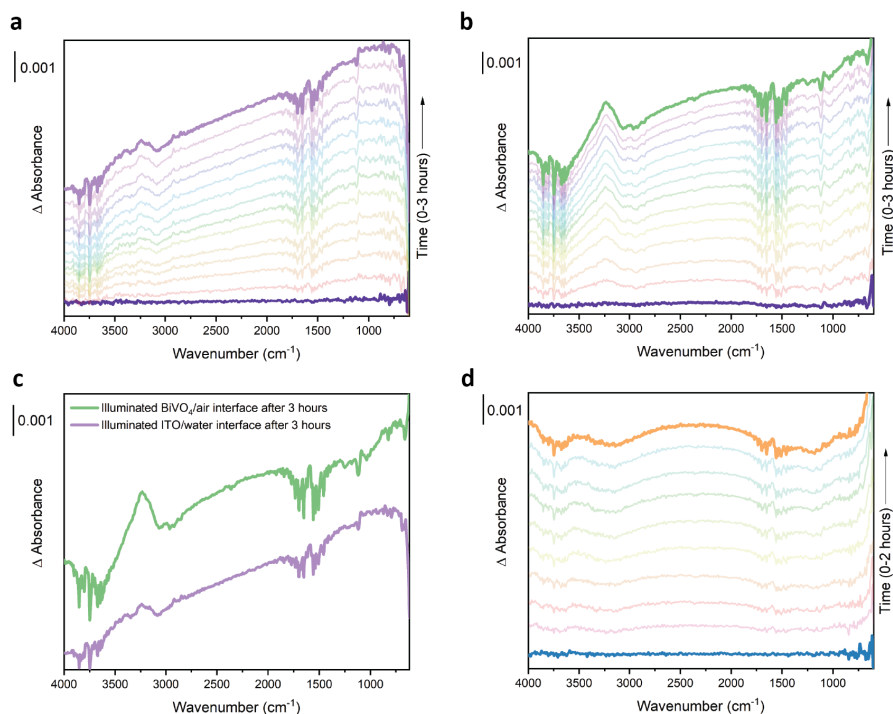 a
0.001
Δ Absorbance
Time (0-3 hours)
4000 3500 3000 2500 2000 1500 1000
Wavenumber (cm⁻¹)
b
0.001
Δ Absorbance
Time (0-3 hours)
4000 3500 3000 2500 2000 1500 1000
Wavenumber (cm⁻¹)
c
0.001
Illuminated BiVO₄/air interface after 3 hours
Illuminated ITO/water interface after 3 hours
Δ Absorbance
4000 3500 3000 2500 2000 1500 1000
Wavenumber (cm⁻¹)
d
0.001
Δ Absorbance
Time (0-2 hours)
4000 3500 3000 2500 2000 1500 1000
Wavenumber (cm⁻¹)